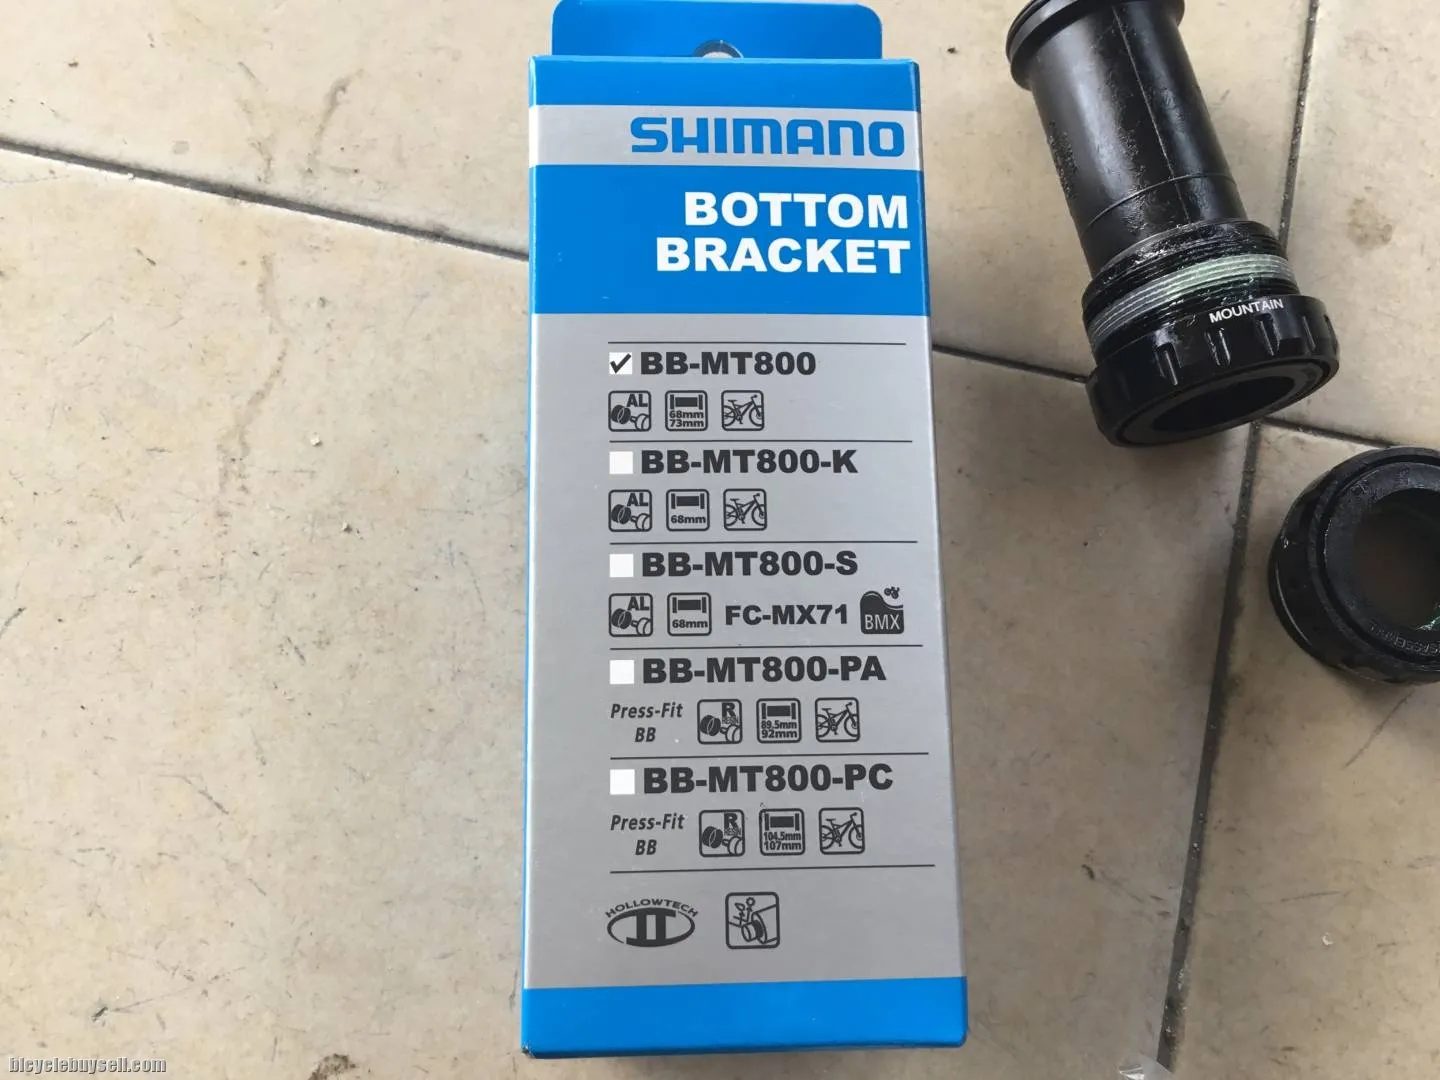 SHIMANO
BOTTOM
BRACKET
BB-MT800
AL
68mm
73mm
BB-MT800-K
AL
68mm
BB-MT800-S
AL
68mm
FC-MX71
BMX
BB-MT800-PA
Press-Fit
BB
R
RESIN
89.5mm
92mm
BB-MT800-PC
Press-Fit
BB
R
RESIN
104.5mm
107mm
HOLLOWTECH
II
MOUNTAIN
bicyclebuysell.com